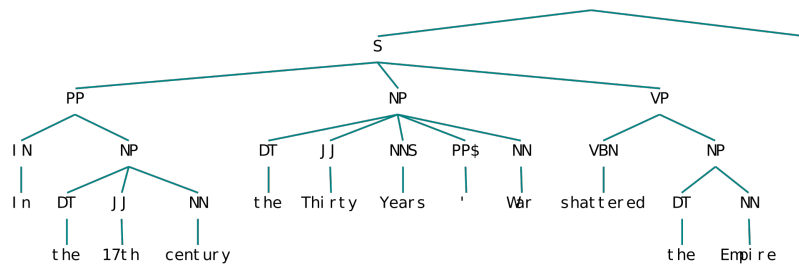 S
PP NP VP
IN NP DT JJ NNS PP$ NN VBN NP
In DT JJ NN the Thirty Years ' War shattered DT NN
the 17th century the Empire